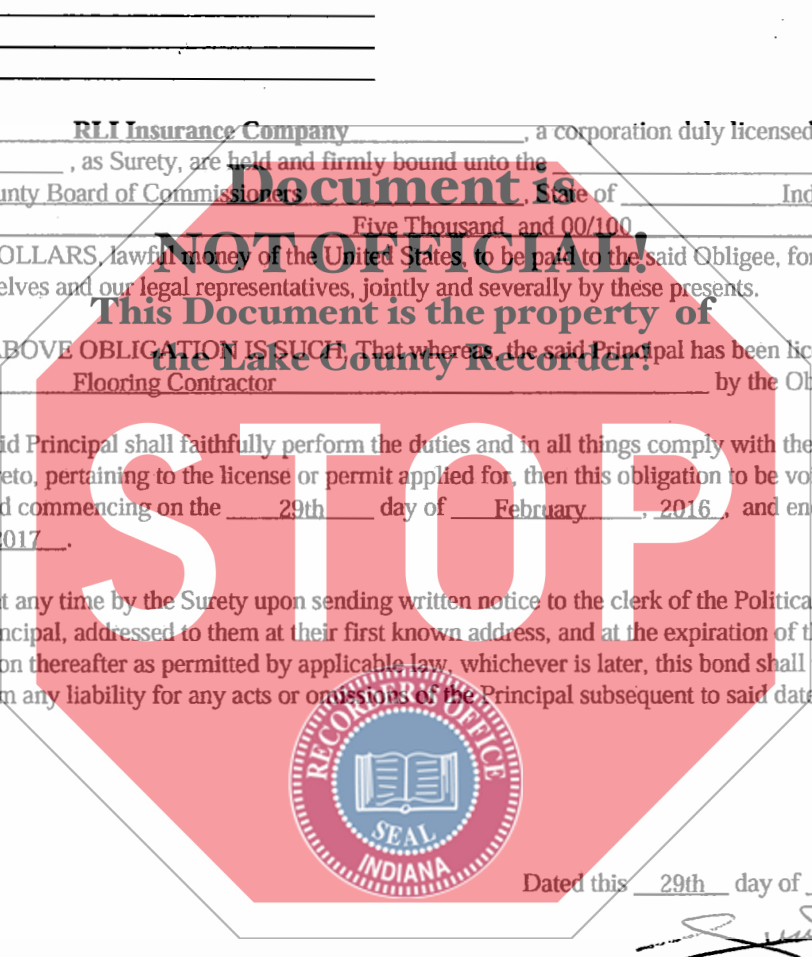 RLI Insurance Company , a corporation duly licensed
, as Surety, are held and firmly bound unto the
unty Board of Commissioners , State of Ind
Five Thousand and 00/100
OLLARS, lawful money of the United States, to be paid to the said Obligee, for
elves and our legal representatives, jointly and severally by these presents.
Document is
NOT OFFICIAL!
This Document is the property of
the Lake County Recorder!
BOVE OBLIGATION IS SUCH, That whereas, the said Principal has been lic
Flooring Contractor by the Ob
id Principal shall faithfully perform the duties and in all things comply with the
reto, pertaining to the license or permit applied for, then this obligation to be vo
d commencing on the 29th day of February , 2016 , and en
2017 .
STOP
t any time by the Surety upon sending written notice to the clerk of the Politica
ncipal, addressed to them at their first known address, and at the expiration of t
on thereafter as permitted by applicable law, whichever is later, this bond shall
m any liability for any acts or omissions of the Principal subsequent to said date
RECORDER'S OFFICE
SEAL
INDIANA
Dated this 29th day of